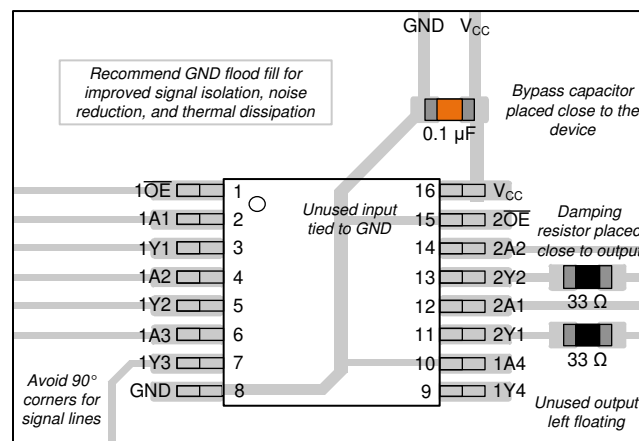 GND VCC
Recommend GND flood fill for
improved signal isolation, noise
reduction, and thermal dissipation
Bypass capacitor
placed close to the
device
0.1 µF
1O̅E̅ 1 16 VCC
1A1 2 Unused input 15 2O̅E̅
tied to GND
Damping
resistor placed
close to output
1Y1 3 14 2A2
1A2 4 13 2Y2
33 Ω
1Y2 5 12 2A1
1A3 6 11 2Y1
33 Ω
1Y3 7 10 1A4
GND 8 9 1Y4
Avoid 90°
corners for
signal lines
Unused output
left floating